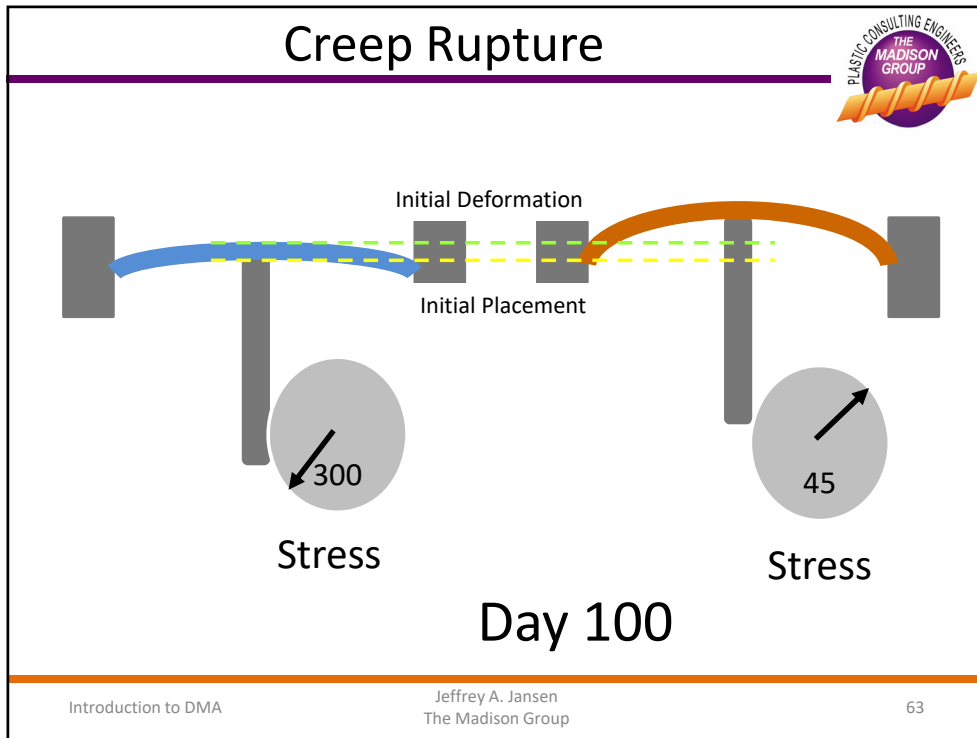 Creep Rupture
PLASTIC CONSULTING ENGINEERS
THE
MADISON
GROUP
Initial Deformation
Initial Placement
300
45
Stress
Stress
Day 100
Introduction to DMA
Jeffrey A. Jansen
The Madison Group
63